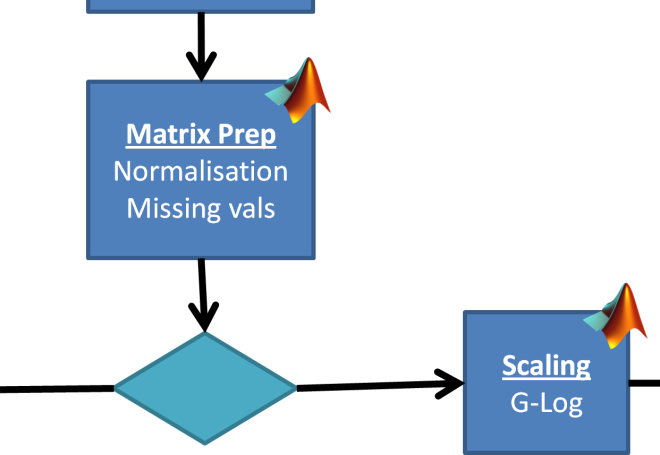 Matrix Prep
Normalisation
Missing vals
Scaling
G-Log